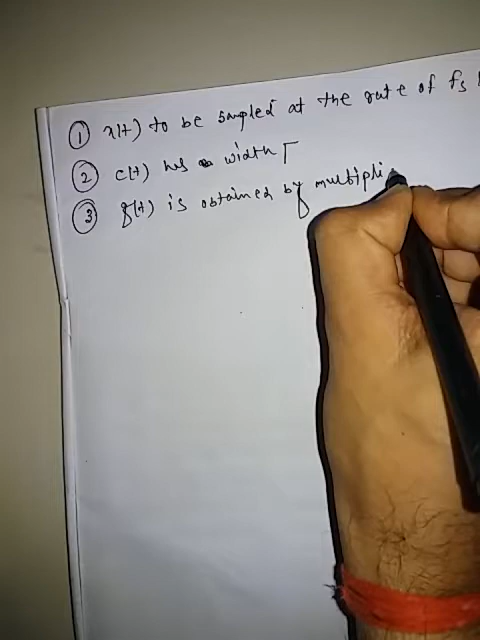 ① x(t) to be sampled at the rate of fs
② c(t) has width τ
③ g(t) is obtained by multipli